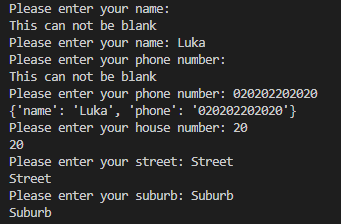 Please enter your name:
This can not be blank
Please enter your name: Luka
Please enter your phone number:
This can not be blank
Please enter your phone number: 020202202020
{'name': 'Luka', 'phone': '020202202020'}
Please enter your house number: 20
20
Please enter your street: Street
Street
Please enter your suburb: Suburb
Suburb